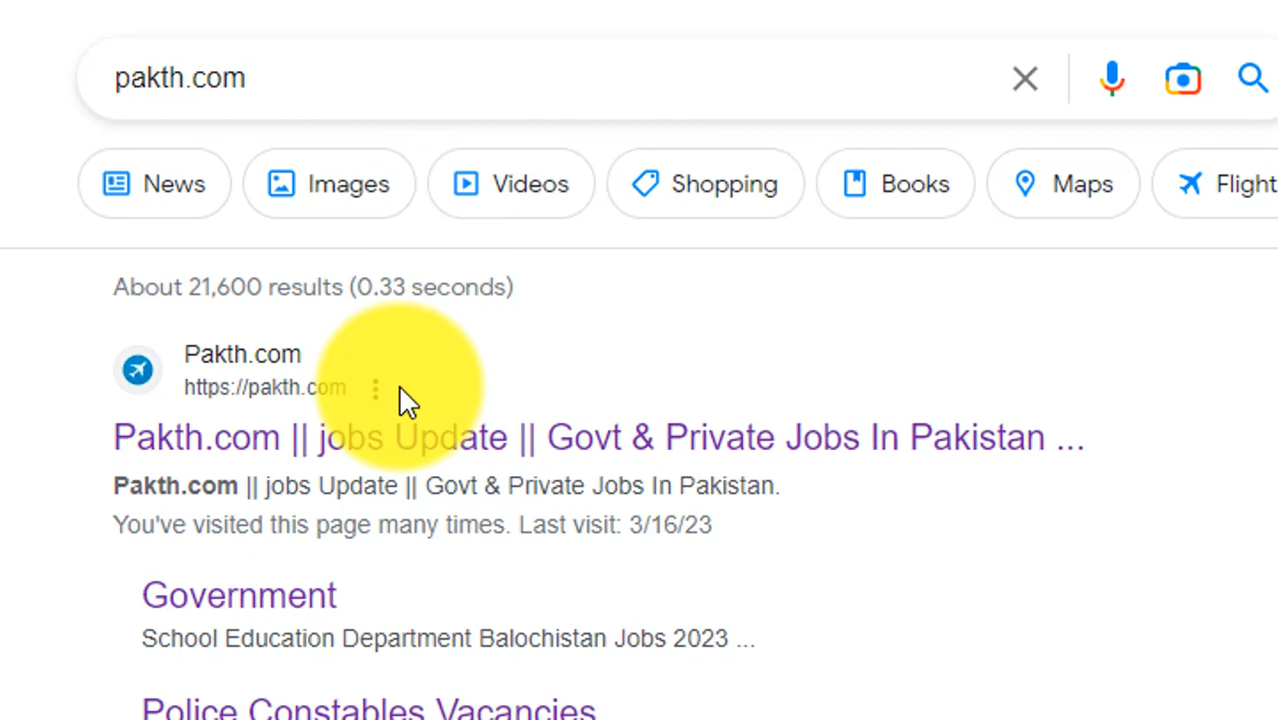 pakth.com
News Images Videos Shopping Books Maps Flight
About 21,600 results (0.33 seconds)
Pakth.com
https://pakth.com
Pakth.com || jobs Update || Govt & Private Jobs In Pakistan ...
Pakth.com || jobs Update || Govt & Private Jobs In Pakistan.
You've visited this page many times. Last visit: 3/16/23
Government
School Education Department Balochistan Jobs 2023 ...
Police Constables Vacancies